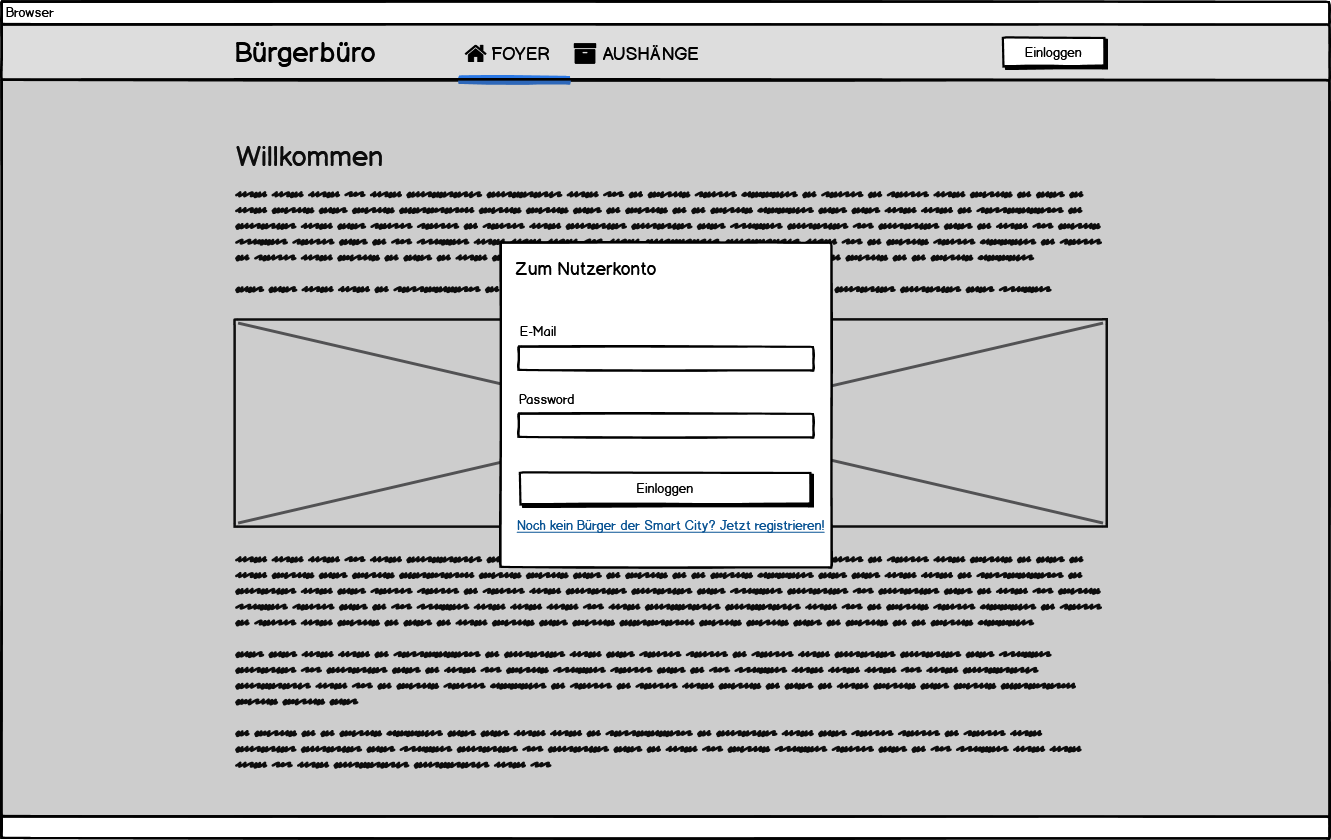 Browser
Bürgerbüro
FOYER
AUSHÄNGE
Einloggen
Willkommen
Zum Nutzerkonto
E-Mail
Password
Einloggen
Noch kein Bürger der Smart City? Jetzt registrieren!